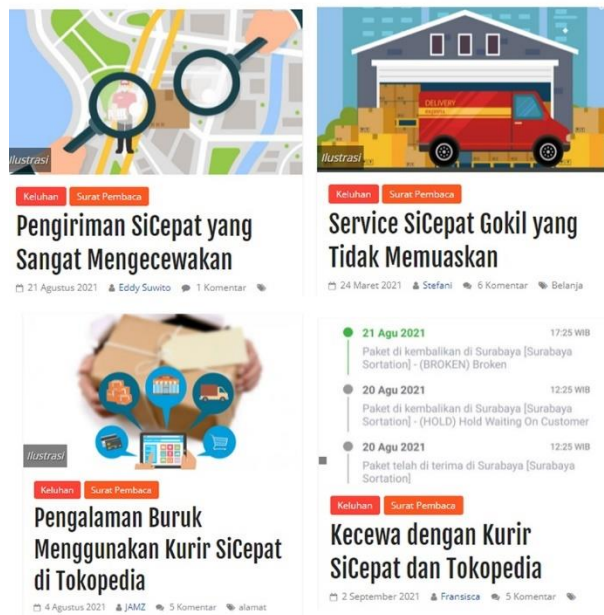 Ilustrasi
Keluhan Surat Pembaca
Pengiriman SiCepat yang
Sangat Mengecewakan
21 Agustus 2021 Eddy Suwito 1 Komentar
DELIVERY
EXPRESS
Ilustrasi
Keluhan Surat Pembaca
Service SiCepat Gokil yang
Tidak Memuaskan
24 Maret 2021 Stefani 6 Komentar Belanja
Ilustrasi
Keluhan Surat Pembaca
Pengalaman Buruk
Menggunakan Kurir SiCepat
di Tokopedia
4 Agustus 2021 JAMZ 5 Komentar alamat
21 Agu 2021 17:25 WIB
Paket di kembalikan di Surabaya [Surabaya
Sortation] - (BROKEN) Broken
20 Agu 2021 12:25 WIB
Paket di kembalikan di Surabaya [Surabaya
Sortation] - (HOLD) Hold Waiting On Customer
20 Agu 2021 12:25 WIB
Paket telah di terima di Surabaya [Surabaya
Sortation]
Keluhan Surat Pembaca
Kecewa dengan Kurir
SiCepat dan Tokopedia
2 September 2021 Fransisca 5 Komentar